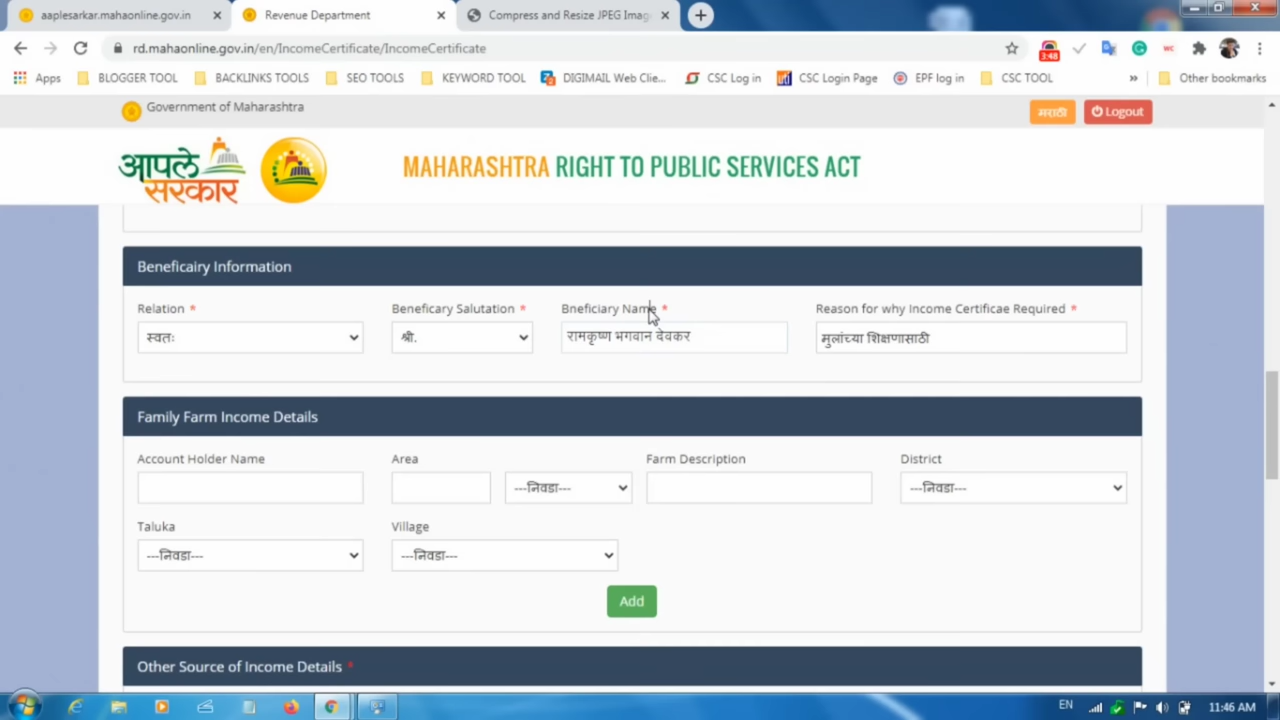 aaplesarkar.mahaonline.gov.in
Revenue Department
Compress and Resize JPEG Imag
rd.mahaonline.gov.in/en/IncomeCertificate/IncomeCertificate
3:48
Apps
BLOGGER TOOL
BACKLINKS TOOLS
SEO TOOLS
KEYWORD TOOL
DIGIMAIL Web Clie...
CSC Log in
CSC Login Page
EPF log in
CSC TOOL
»
Other bookmarks
Government of Maharashtra
मराठी
Logout
आपले
सरकार
MAHARASHTRA RIGHT TO PUBLIC SERVICES ACT
Beneficairy Information
Relation *
Beneficary Salutation *
Bneficiary Name *
Reason for why Income Certificae Required *
स्वतः
श्री.
रामकृष्ण भगवान देवकर
मुलांच्या शिक्षणासाठी
Family Farm Income Details
Account Holder Name
Area
Farm Description
District
---निवडा---
---निवडा---
Taluka
Village
---निवडा---
---निवडा---
Add
Other Source of Income Details *
EN
11:46 AM